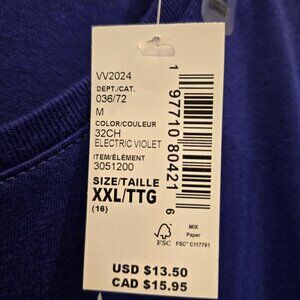 VV2024
DEPT./CAT.
036/72
M
COLOR/COULEUR
32CH
ELECTRIC VIOLET
ITEM/ÉLÉMENT
3051200
SIZE/TAILLE
XXL/TTG
(16)
1 97710 80421 6
FSC
MIX
Paper
FSC® C117781
USD $13.50
CAD $15.95